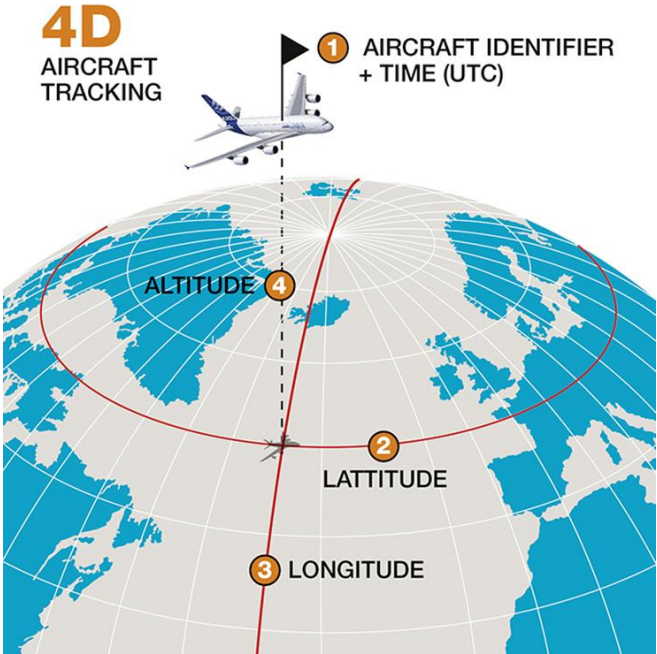 4D
AIRCRAFT
TRACKING
1 AIRCRAFT IDENTIFIER
+ TIME (UTC)
ALTITUDE 4
2
LATTITUDE
3 LONGITUDE